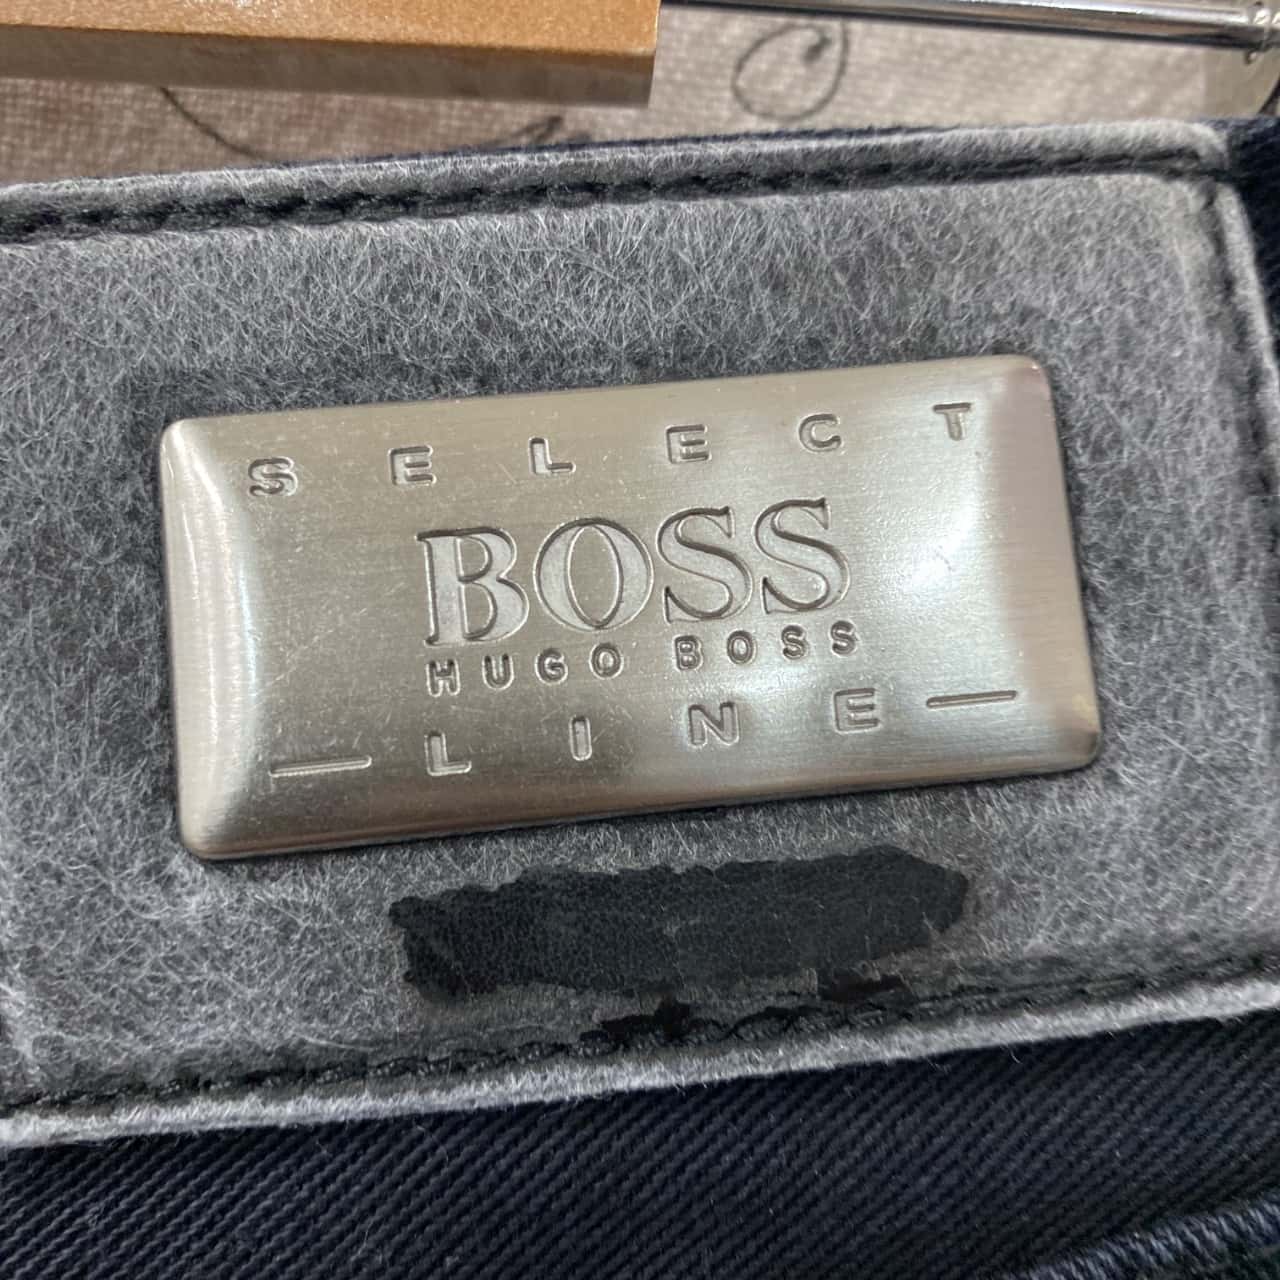 SELECT
BOSS
HUGO BOSS
— LINE —